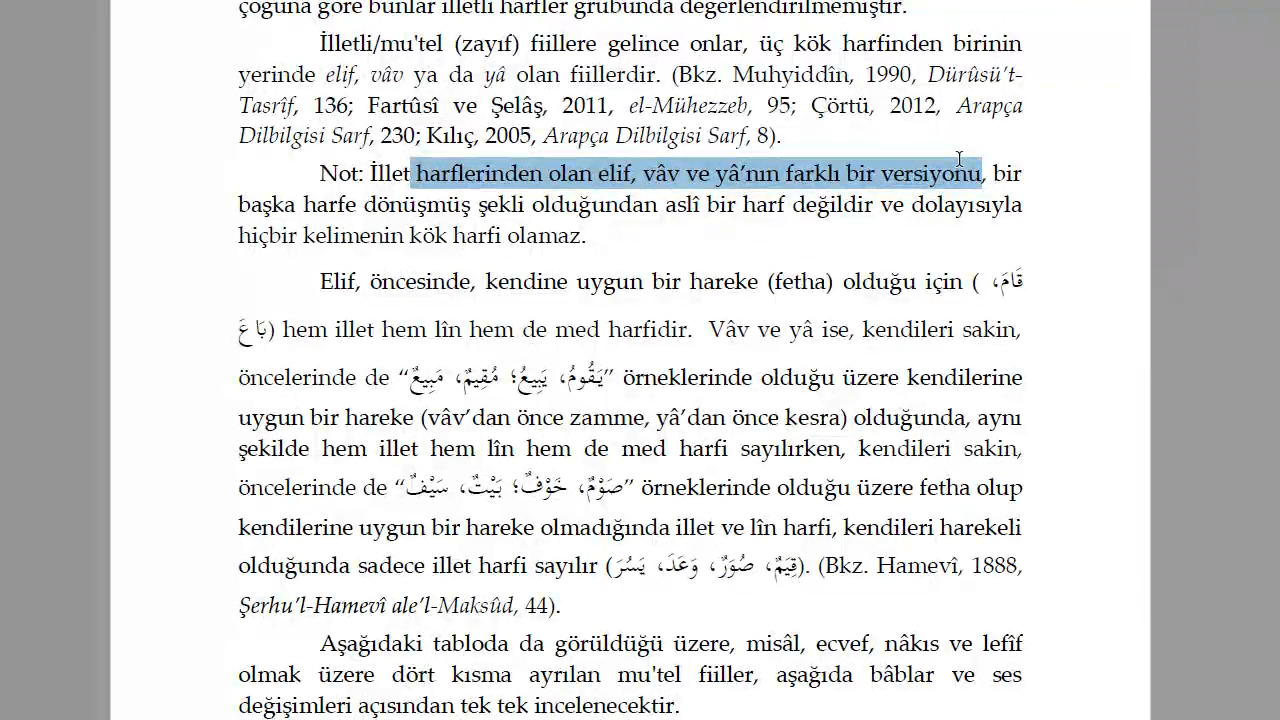 çoğuna göre bunlar illetli harfler grubunda değerlendirilmemiştir.
İlletli/mu'tel (zayıf) fiillere gelince onlar, üç kök harfinden birinin
yerinde elif, vâv ya da yâ olan fiillerdir. (Bkz. Muhyiddîn, 1990, Dürûsü't-
Tasrîf, 136; Fartûsî ve Şelâş, 2011, el-Mühezzeb, 95; Çörtü, 2012, Arapça
Dilbilgisi Sarf, 230; Kılıç, 2005, Arapça Dilbilgisi Sarf, 8).
Not: İllet harflerinden olan elif, vâv ve yâ’nın farklı bir versiyonu, bir
başka harfe dönüşmüş şekli olduğundan aslî bir harf değildir ve dolayısıyla
hiçbir kelimenin kök harfi olamaz.
Elif, öncesinde, kendine uygun bir hareke (fetha) olduğu için ( قَامَ،
بَاعَ) hem illet hem lîn hem de med harfidir. Vâv ve yâ ise, kendileri sakin,
öncelerinde de “يَقُومُ، يَبِيعُ؛ مُقِيمٌ، مَبِيعٌ” örneklerinde olduğu üzere kendilerine
uygun bir hareke (vâv’dan önce zamme, yâ’dan önce kesra) olduğunda, aynı
şekilde hem illet hem lîn hem de med harfi sayılırken, kendileri sakin,
öncelerinde de “صَوْمٌ، خَوْفٌ؛ بَيْتٌ، سَيْفٌ” örneklerinde olduğu üzere fetha olup
kendilerine uygun bir hareke olmadığında illet ve lîn harfi, kendileri harekeli
olduğunda sadece illet harfi sayılır (قِيَمٌ، صُوَرٌ، وَعَدَ، يَسُرَ). (Bkz. Hamevî, 1888,
Şerhu’l-Hamevî ale’l-Maksûd, 44).
Aşağıdaki tabloda da görüldüğü üzere, misâl, ecvef, nâkıs ve lefîf
olmak üzere dört kısma ayrılan mu'tel fiiller, aşağıda bâblar ve ses
değişimleri açısından tek tek incelenecektir.